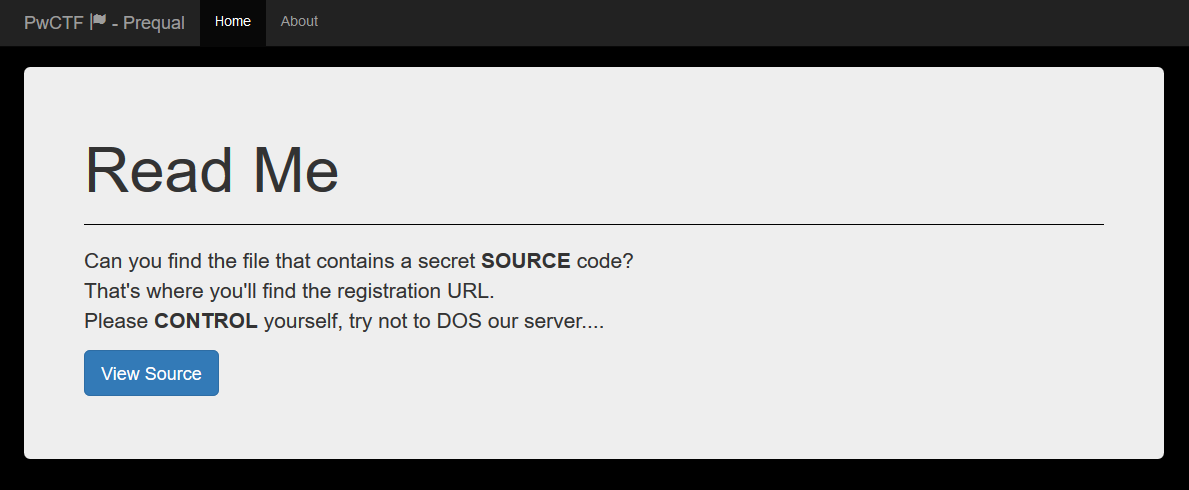 PwCTF - Prequal Home About
Read Me
Can you find the file that contains a secret SOURCE code?
That's where you'll find the registration URL.
Please CONTROL yourself, try not to DOS our server....
View Source